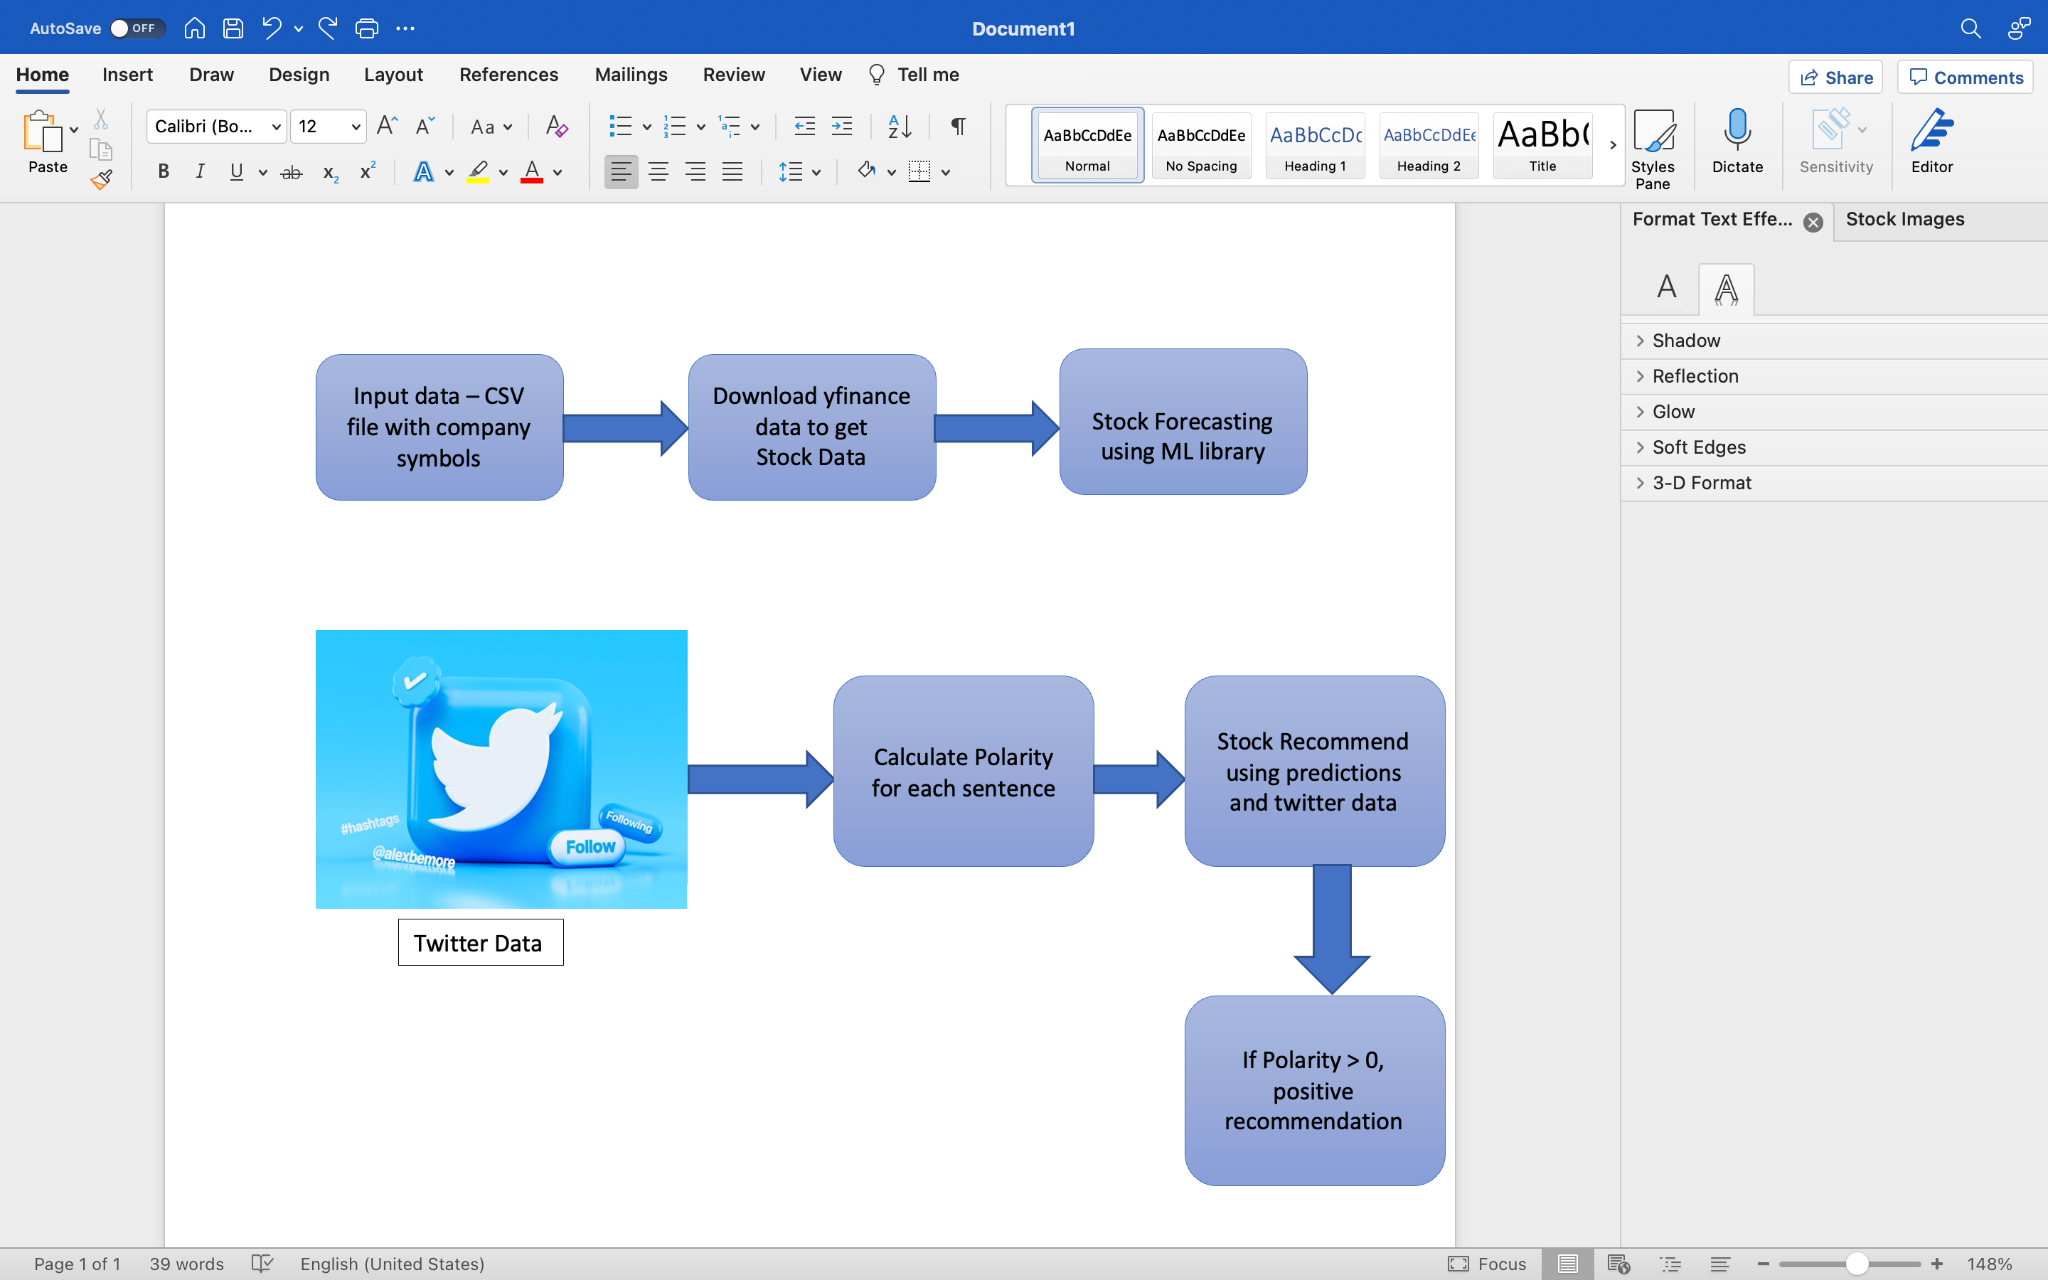 AutoSave OFF
Document1
Home Insert Draw Design Layout References Mailings Review View Tell me
Share Comments
Paste
Calibri (Bo... 12
Aa
B I U ab x2 x2 A A
AaBbCcDdEe
Normal
AaBbCcDdEe
No Spacing
AaBbCcDc
Heading 1
AaBbCcDdEe
Heading 2
AaBb(
Title
Styles
Pane
Dictate
Sensitivity
Editor
Format Text Effe... Stock Images
A A
Shadow
Reflection
Glow
Soft Edges
3-D Format
Input data – CSV
file with company
symbols
Download yfinance
data to get
Stock Data
Stock Forecasting
using ML library
#hashtags
@alexbemore
Following
Follow
Twitter Data
Calculate Polarity
for each sentence
Stock Recommend
using predictions
and twitter data
If Polarity > 0,
positive
recommendation
Page 1 of 1 39 words English (United States) Focus 148%